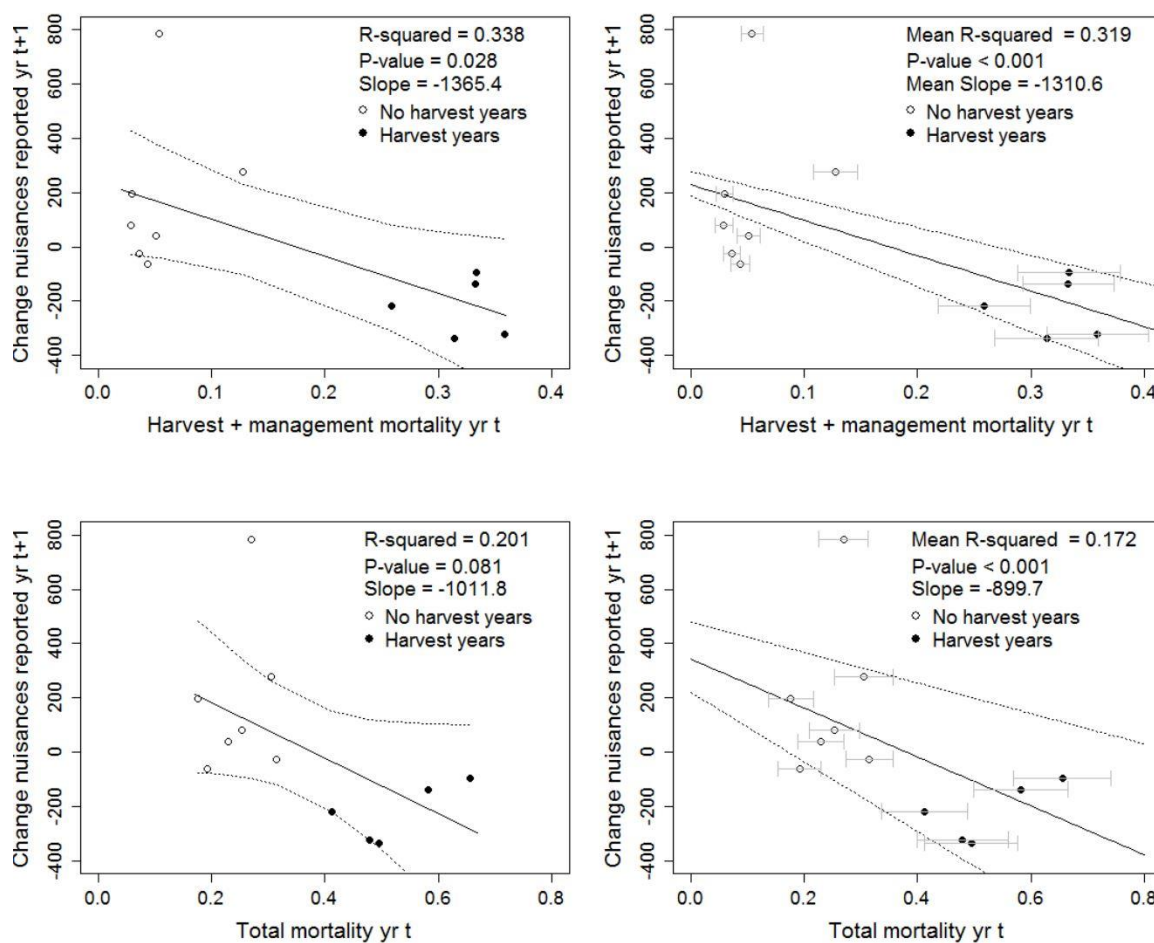 Change nuisances reported yr t+1
-400 -200 0 200 400 600 800
R-squared = 0.338
P-value = 0.028
Slope = -1365.4
No harvest years
Harvest years
0.0 0.1 0.2 0.3 0.4
Harvest + management mortality yr t
Change nuisances reported yr t+1
-400 -200 0 200 400 600 800
Mean R-squared = 0.319
P-value < 0.001
Mean Slope = -1310.6
No harvest years
Harvest years
0.0 0.1 0.2 0.3 0.4
Harvest + management mortality yr t
Change nuisances reported yr t+1
-400 -200 0 200 400 600 800
R-squared = 0.201
P-value = 0.081
Slope = -1011.8
No harvest years
Harvest years
0.0 0.2 0.4 0.6 0.8
Total mortality yr t
Change nuisances reported yr t+1
-400 -200 0 200 400 600 800
Mean R-squared = 0.172
P-value < 0.001
Slope = -899.7
No harvest years
Harvest years
0.0 0.2 0.4 0.6 0.8
Total mortality yr t